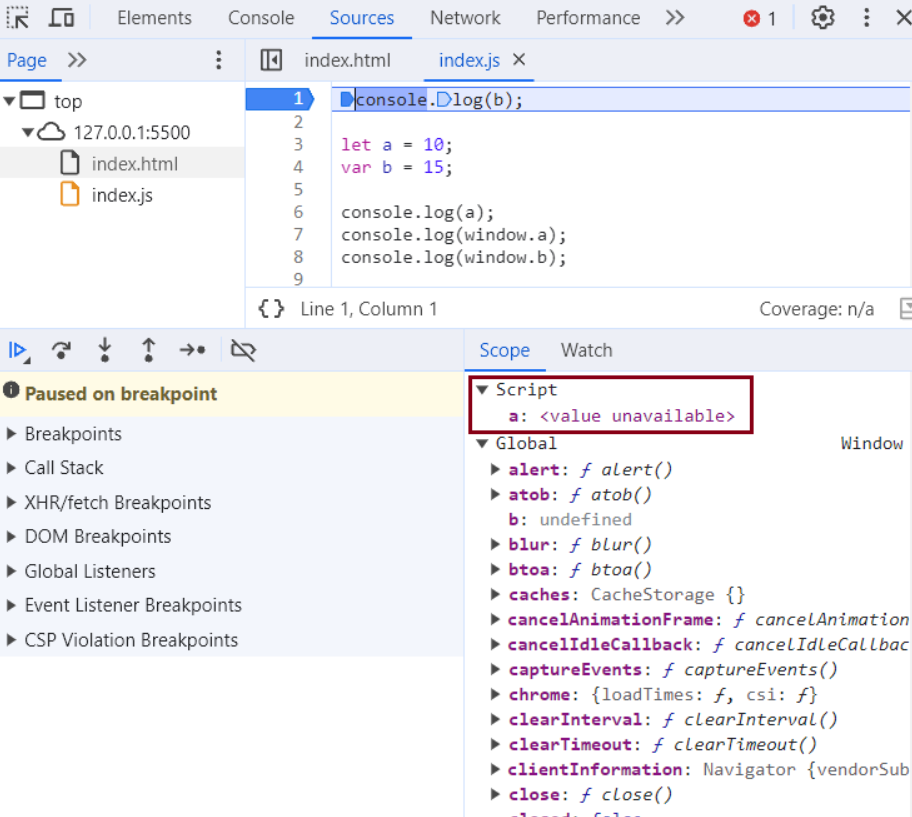 Elements Console Sources Network Performance 1
Page
index.html index.js
top
127.0.0.1:5500
index.html
index.js
1 console.log(b);
2
3 let a = 10;
4 var b = 15;
5
6 console.log(a);
7 console.log(window.a);
8 console.log(window.b);
9
{} Line 1, Column 1 Coverage: n/a
Paused on breakpoint
Breakpoints
Call Stack
XHR/fetch Breakpoints
DOM Breakpoints
Global Listeners
Event Listener Breakpoints
CSP Violation Breakpoints
Scope Watch
Script
a: <value unavailable>
Global Window
alert: ƒ alert()
atob: ƒ atob()
b: undefined
blur: ƒ blur()
btoa: ƒ btoa()
caches: CacheStorage {}
cancelAnimationFrame: ƒ cancelAnimation
cancelIdleCallback: ƒ cancelIdleCallbac
captureEvents: ƒ captureEvents()
chrome: {loadTimes: ƒ, csi: ƒ}
clearInterval: ƒ clearInterval()
clearTimeout: ƒ clearTimeout()
clientInformation: Navigator {vendorSub
close: ƒ close()